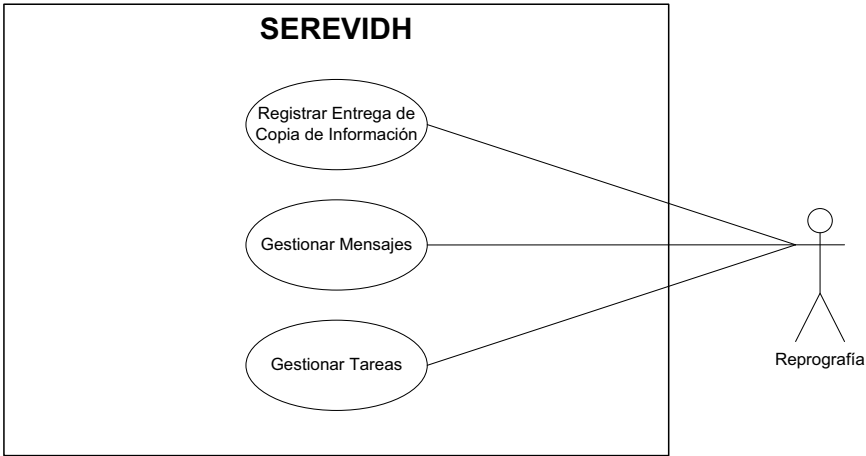 SEREVIDH
Registrar Entrega de
Copia de Información
Gestionar Mensajes
Gestionar Tareas
Reprografía